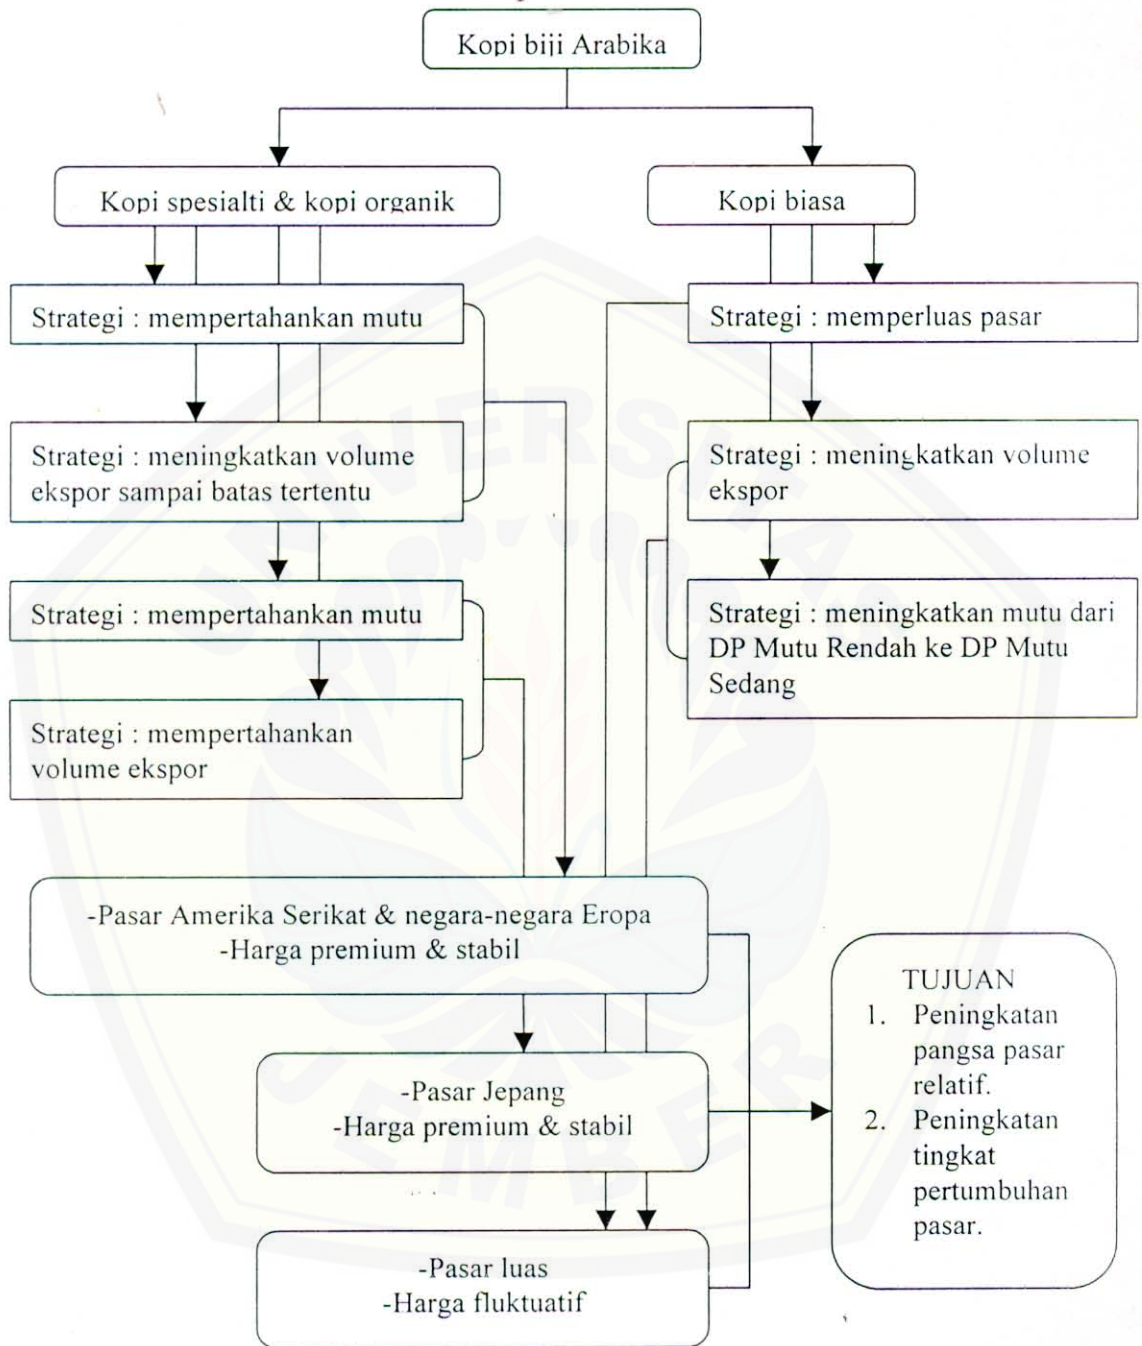 Kopi biji Arabika
Kopi spesialti & kopi organik
Kopi biasa
Strategi : mempertahankan mutu
Strategi : memperluas pasar
Strategi : meningkatkan volume
ekspor sampai batas tertentu
Strategi : meningkatkan volume
ekspor
Strategi : mempertahankan mutu
Strategi : meningkatkan mutu dari
DP Mutu Rendah ke DP Mutu
Sedang
Strategi : mempertahankan
volume ekspor
-Pasar Amerika Serikat & negara-negara Eropa
-Harga premium & stabil
-Pasar Jepang
-Harga premium & stabil
-Pasar luas
-Harga fluktuatif
TUJUAN
1. Peningkatan
pangsa pasar
relatif.
2. Peningkatan
tingkat
pertumbuhan
pasar.
UNIVERSITAS
JEMBER